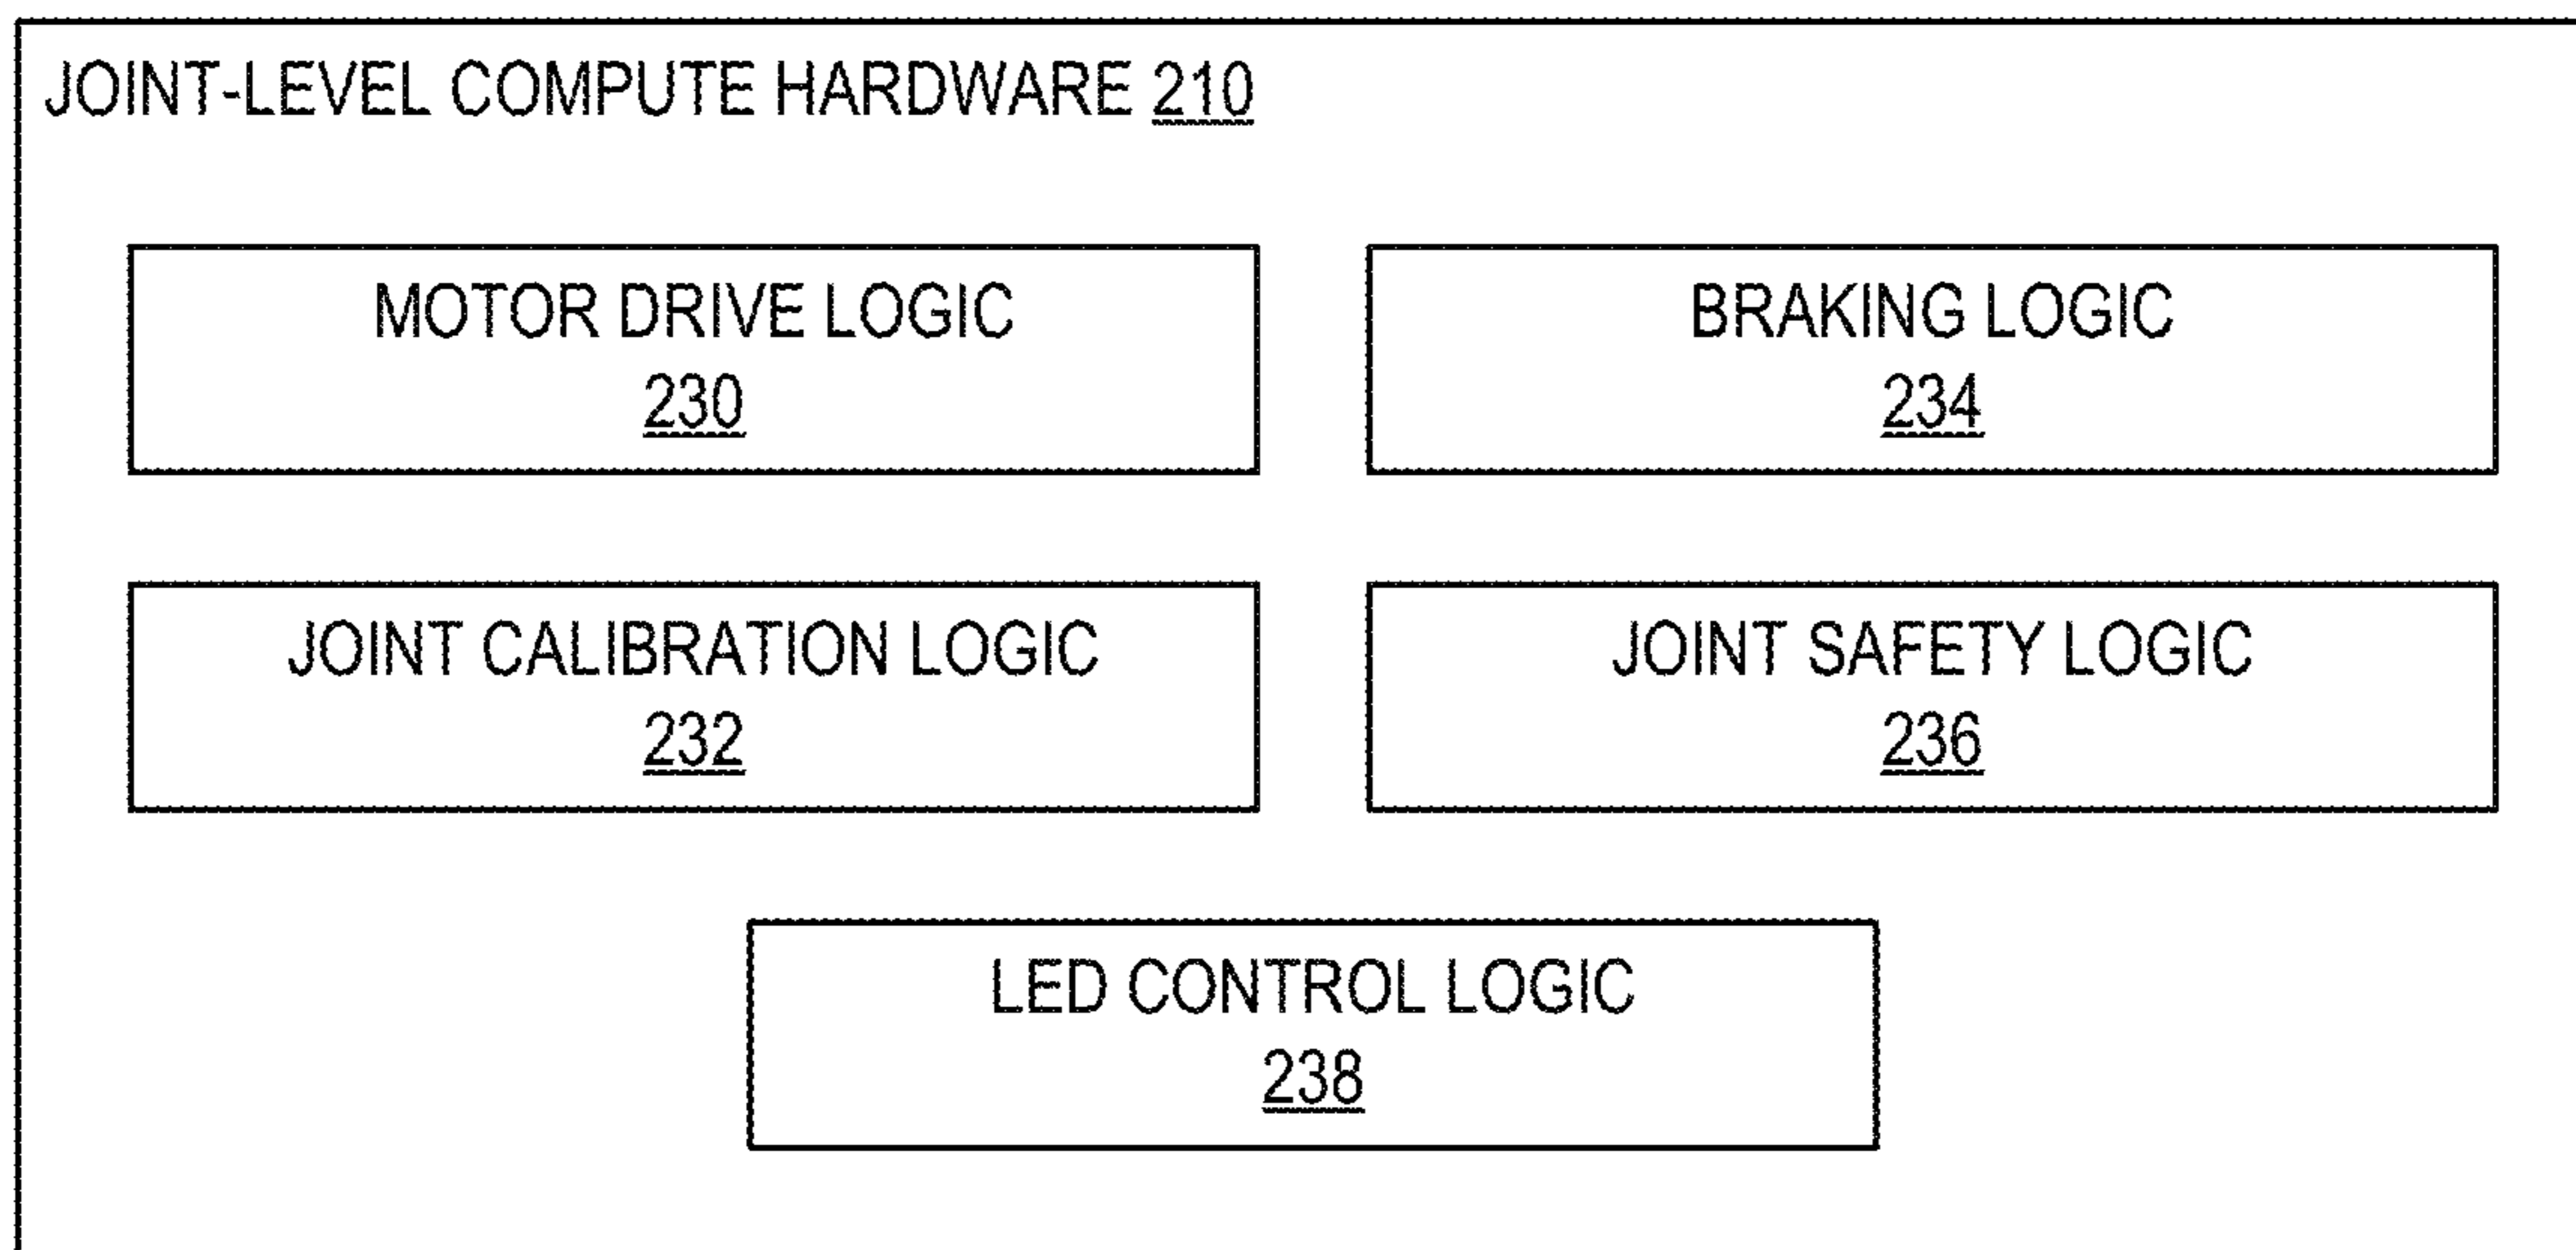 JOINT-LEVEL COMPUTE HARDWARE 210
MOTOR DRIVE LOGIC
230
BRAKING LOGIC
234
JOINT CALIBRATION LOGIC
232
JOINT SAFETY LOGIC
236
LED CONTROL LOGIC
238